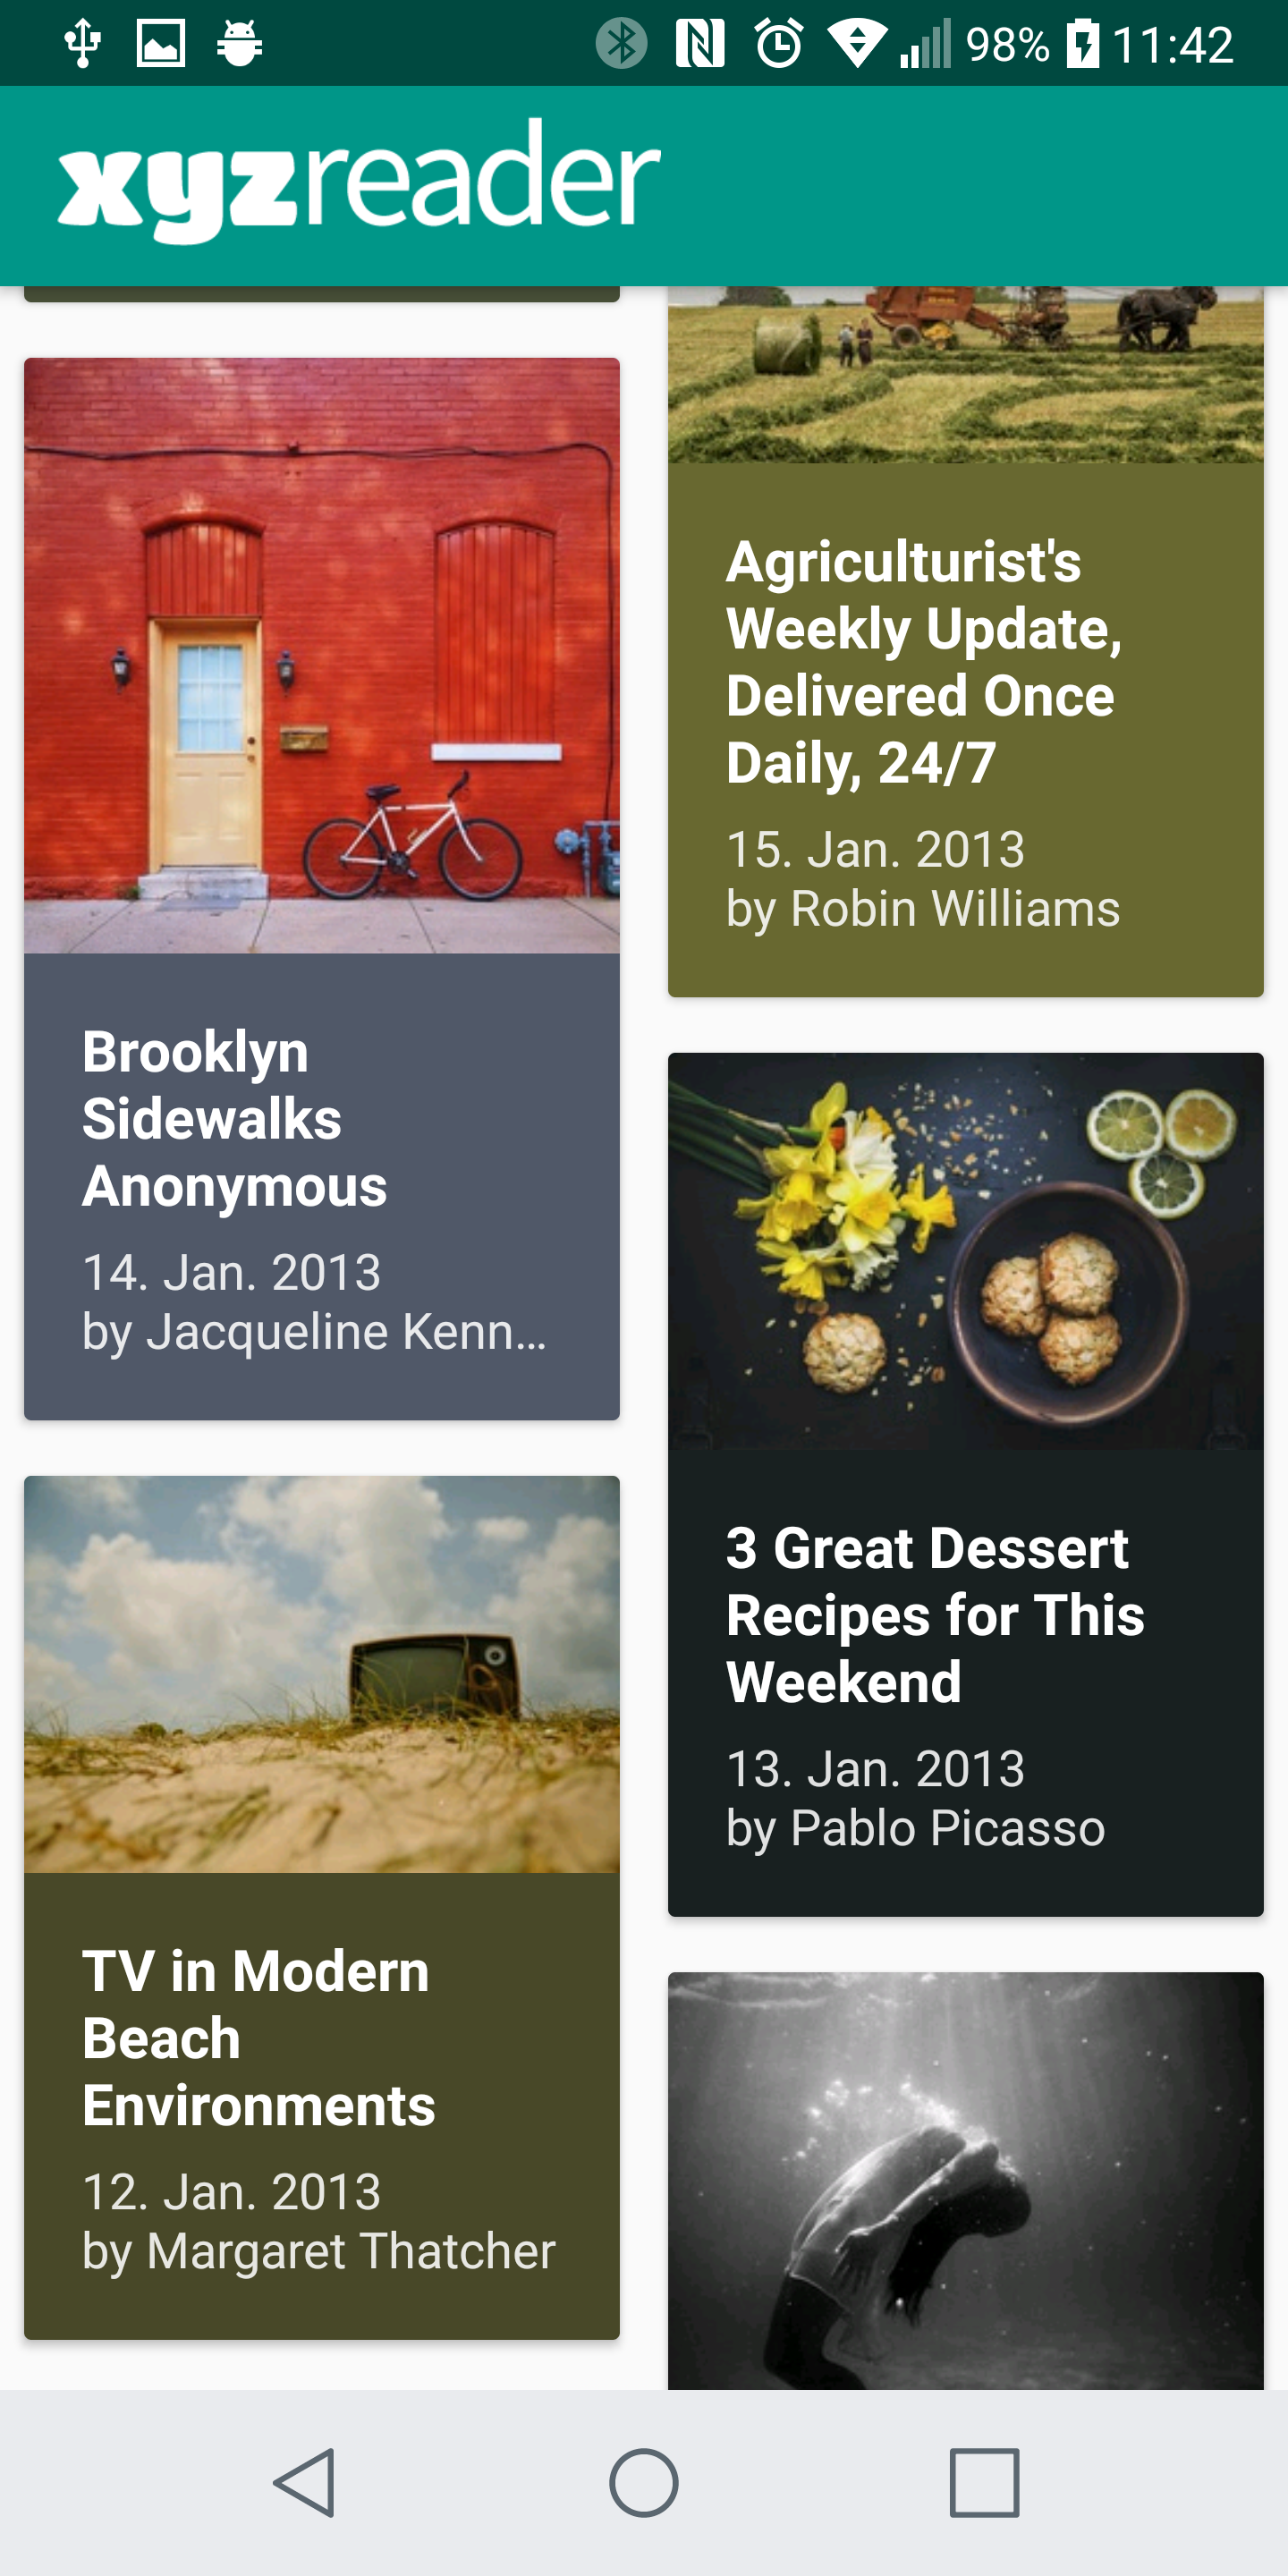 98% 11:42
xyzreader
Agriculturist's
Weekly Update,
Delivered Once
Daily, 24/7
15. Jan. 2013
by Robin Williams
Brooklyn
Sidewalks
Anonymous
14. Jan. 2013
by Jacqueline Kenn...
3 Great Dessert
Recipes for This
Weekend
13. Jan. 2013
by Pablo Picasso
TV in Modern
Beach
Environments
12. Jan. 2013
by Margaret Thatcher